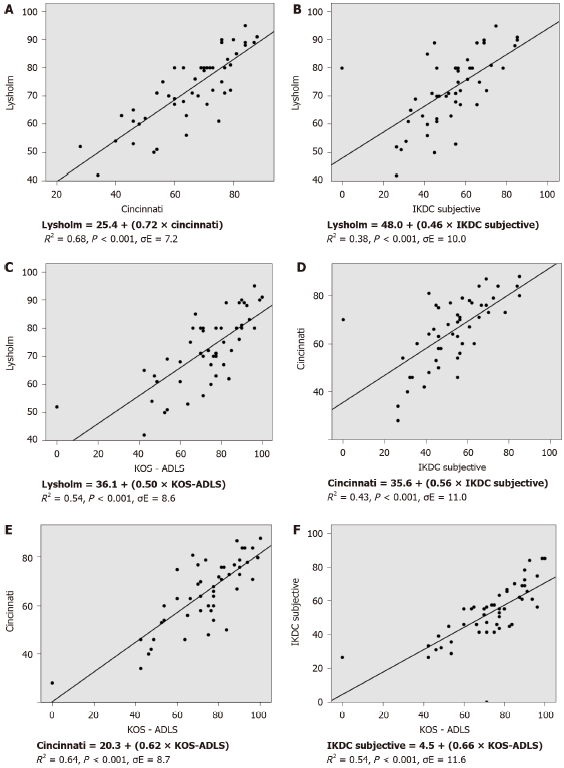 A
100
90
80
70
60
50
40
Lysholm
20 40 60 80
Cincinnati
Lysholm = 25.4 + (0.72 × cincinnati)
R² = 0.68, P < 0.001, σE = 7.2
B
100
90
80
70
60
50
40
Lysholm
0 20 40 60 80 100
IKDC subjective
Lysholm = 48.0 + (0.46 × IKDC subjective)
R² = 0.38, P < 0.001, σE = 10.0
C
100
90
80
70
60
50
40
Lysholm
0 20 40 60 80 100
KOS - ADLS
Lysholm = 36.1 + (0.50 × KOS-ADLS)
R² = 0.54, P < 0.001, σE = 8.6
D
80
60
40
Cincinnati
0 20 40 60 80 100
IKDC subjective
Cincinnati = 35.6 + (0.56 × IKDC subjective)
R² = 0.43, P < 0.001, σE = 11.0
E
80
60
40
Cincinnati
0 20 40 60 80 100
KOS - ADLS
Cincinnati = 20.3 + (0.62 × KOS-ADLS)
R² = 0.64, P < 0.001, σE = 8.7
F
100
80
60
40
20
0
IKDC subjective
0 20 40 60 80 100
KOS - ADLS
IKDC subjective = 4.5 + (0.66 × KOS-ADLS)
R² = 0.54, P < 0.001, σE = 11.6